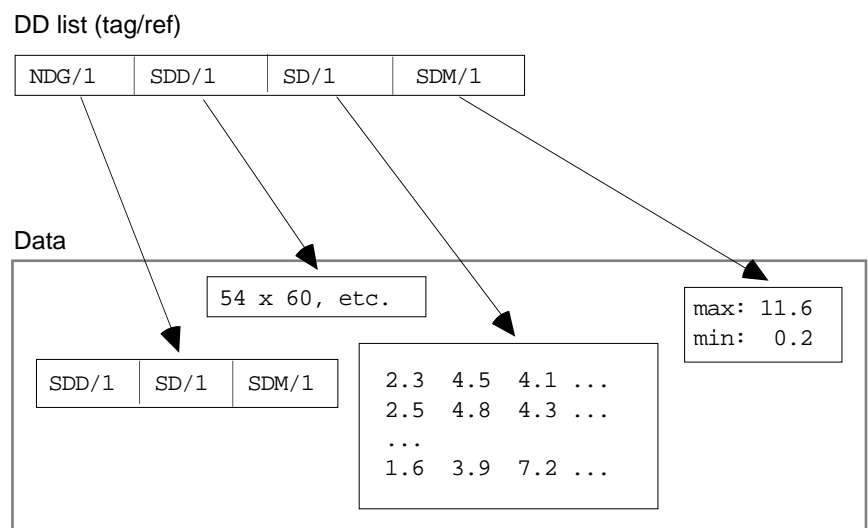 DD list (tag/ref)
NDG/1 SDD/1 SD/1 SDM/1
Data
54 x 60, etc.
max: 11.6
min: 0.2
SDD/1 SD/1 SDM/1
2.3 4.5 4.1 ...
2.5 4.8 4.3 ...
...
1.6 3.9 7.2 ...